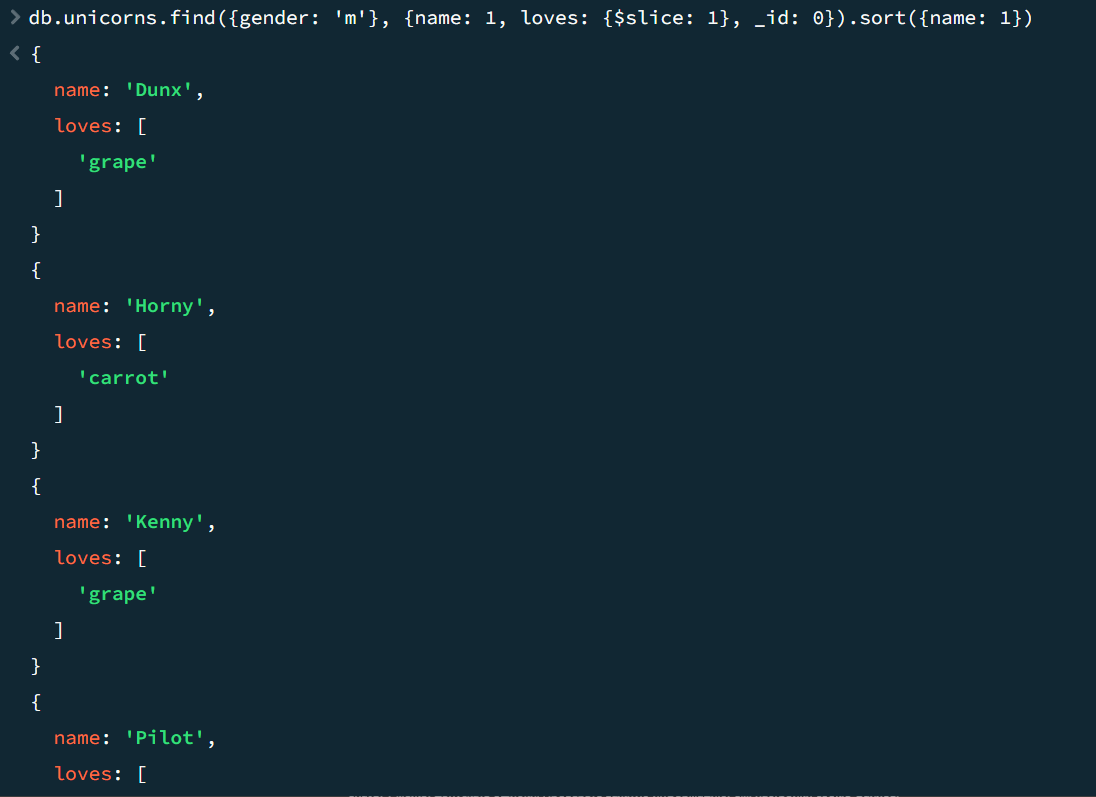 > db.unicorns.find({gender: 'm'}, {name: 1, loves: {$slice: 1}, _id: 0}).sort({name: 1})
< {
name: 'Dunx',
loves: [
'grape'
]
}
{
name: 'Horny',
loves: [
'carrot'
]
}
{
name: 'Kenny',
loves: [
'grape'
]
}
{
name: 'Pilot',
loves: [